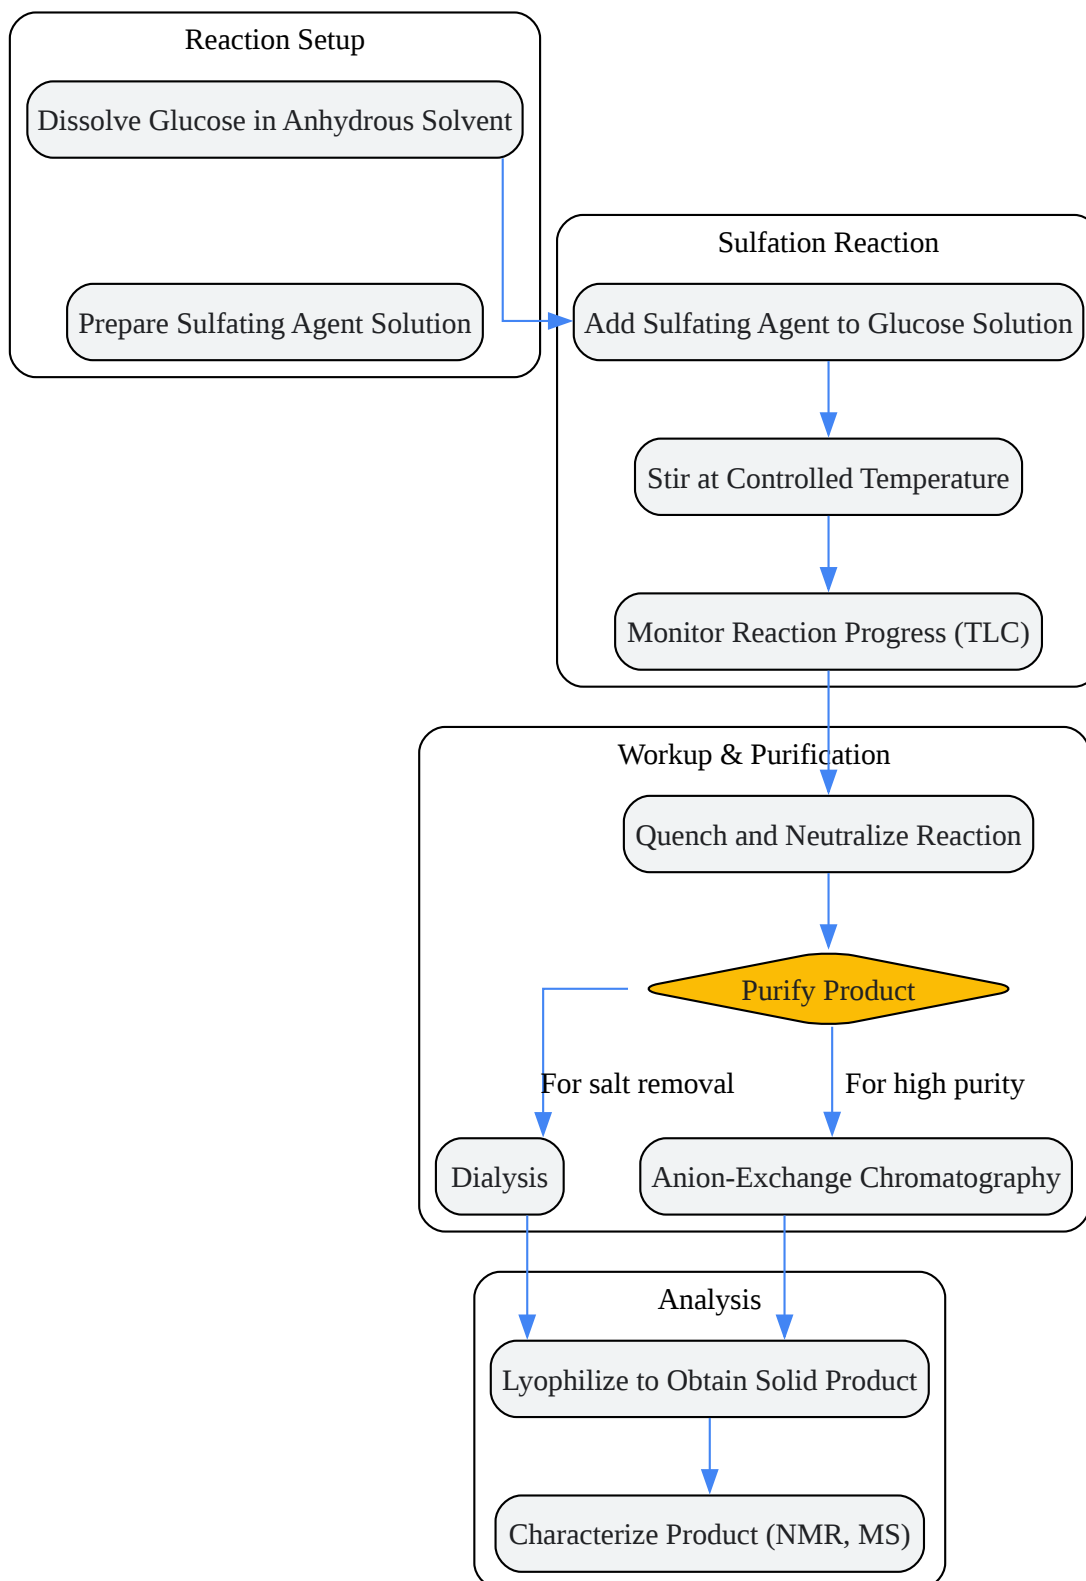 Reaction Setup
Dissolve Glucose in Anhydrous Solvent
Prepare Sulfating Agent Solution
Sulfation Reaction
Add Sulfating Agent to Glucose Solution
Stir at Controlled Temperature
Monitor Reaction Progress (TLC)
Workup & Purification
Quench and Neutralize Reaction
Purify Product
For salt removal
For high purity
Dialysis
Anion-Exchange Chromatography
Analysis
Lyophilize to Obtain Solid Product
Characterize Product (NMR, MS)